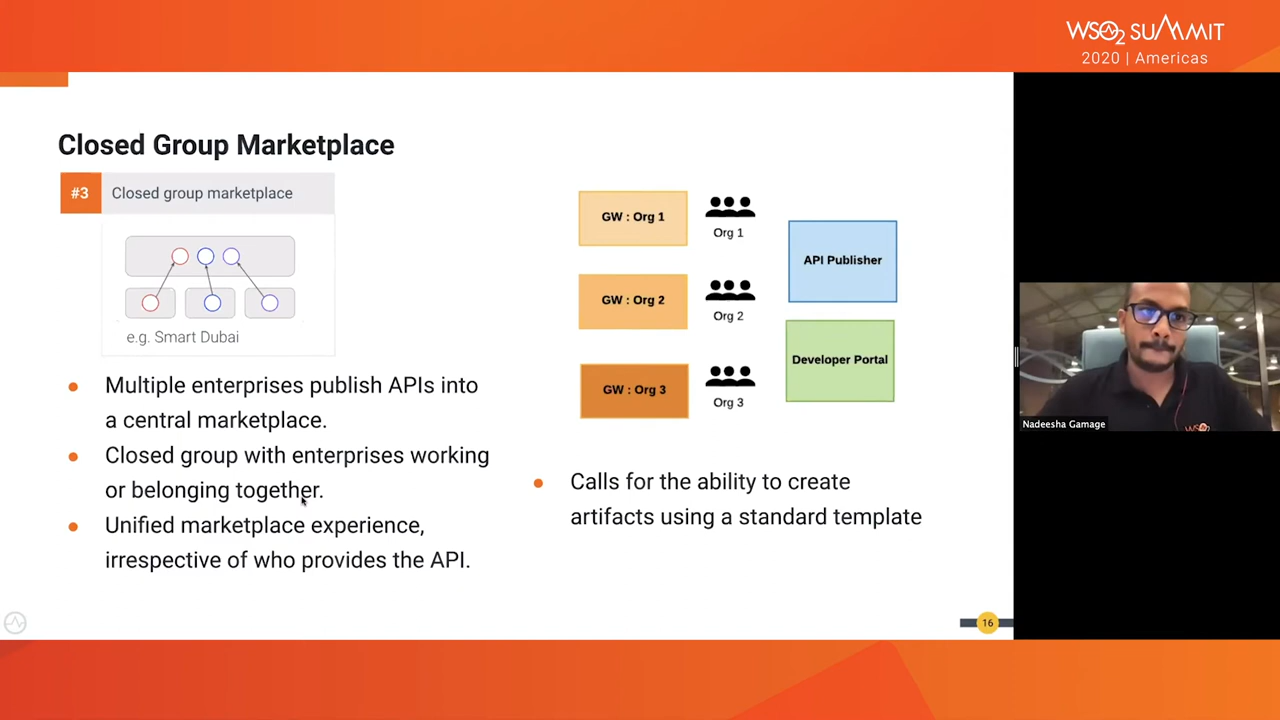 WSO2 SUMMIT
2020 | Americas
Closed Group Marketplace
#3 Closed group marketplace
e.g. Smart Dubai
• Multiple enterprises publish APIs into
a central marketplace.
• Closed group with enterprises working
or belonging together.
• Unified marketplace experience,
irrespective of who provides the API.
GW : Org 1
Org 1
GW : Org 2
Org 2
GW : Org 3
Org 3
API Publisher
Developer Portal
• Calls for the ability to create
artifacts using a standard template
16
Nadeesha Gamage
WSO2